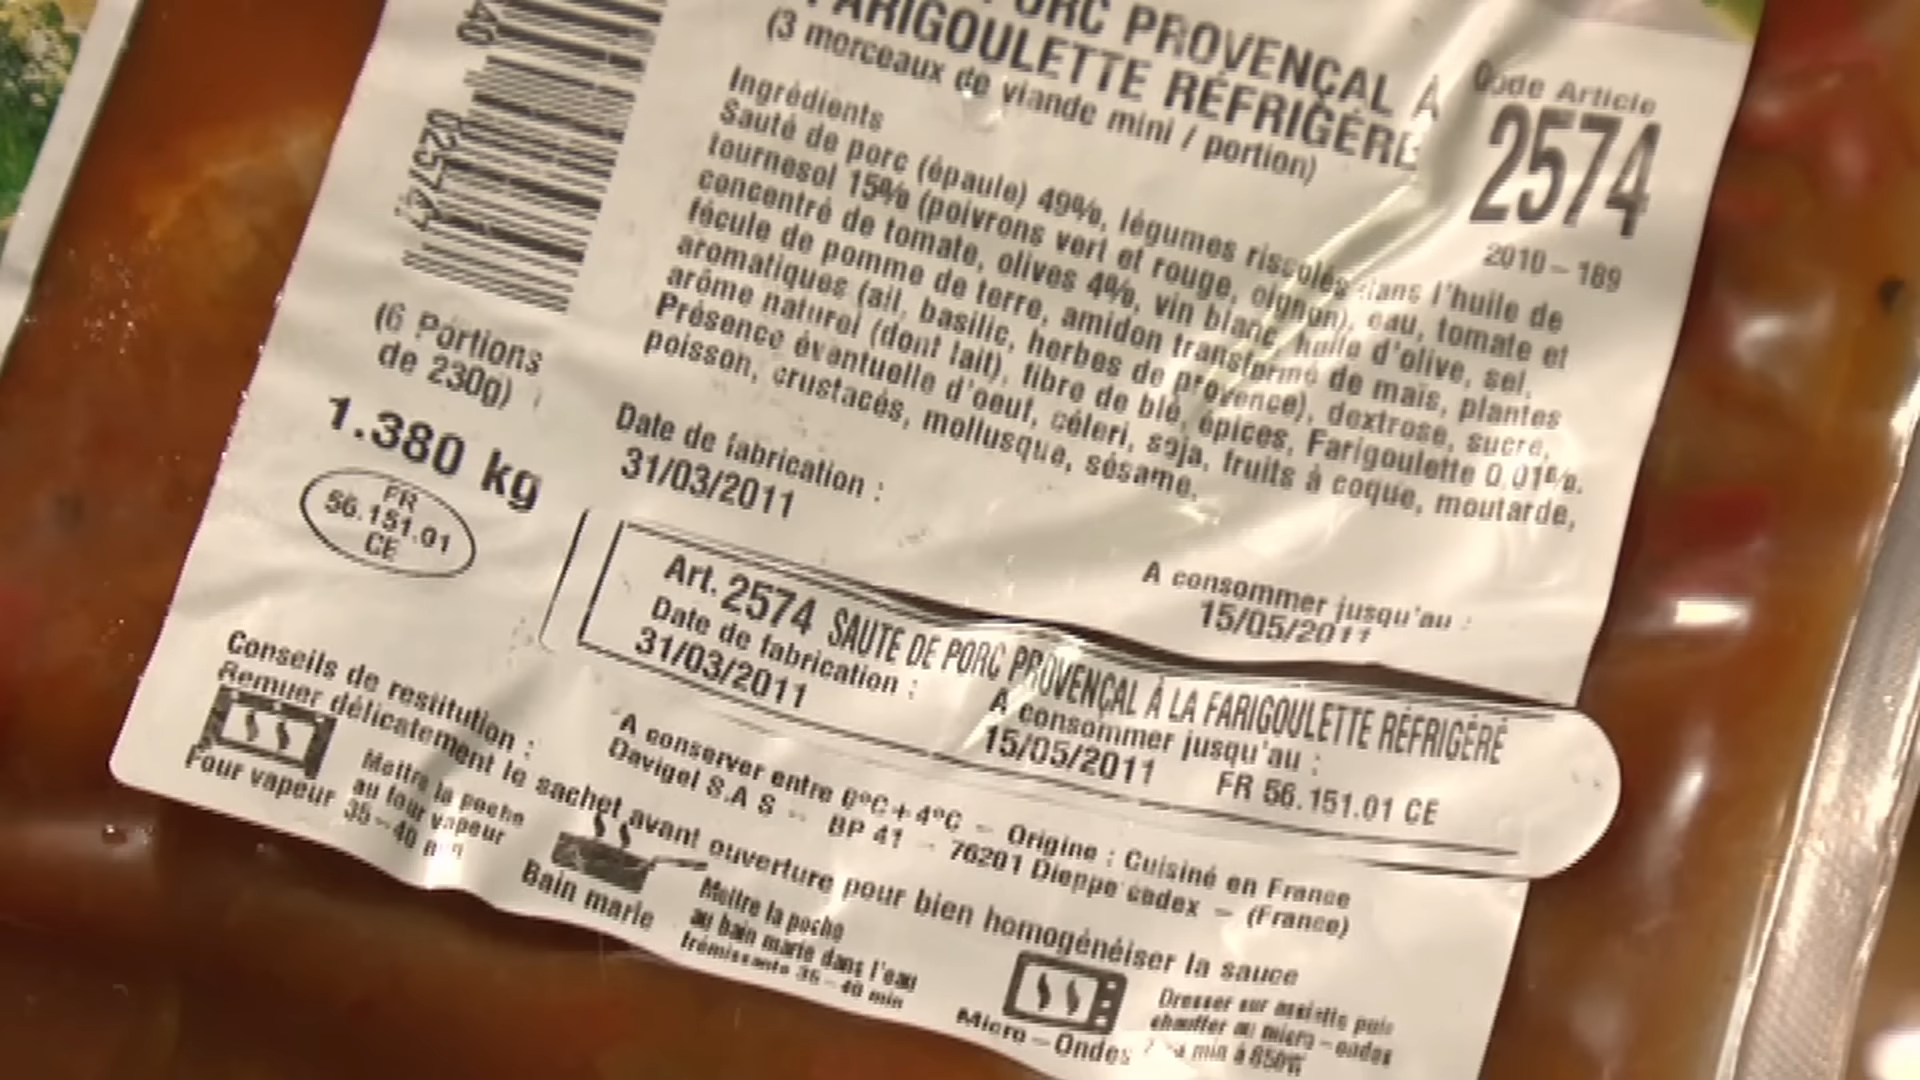 PORC PROVENÇAL À
FARIGOULETTE RÉFRIGÉRÉ
(3 morceaux de viande mini / portion)
Code Article
2574
2010-189
Ingrédients
Sauté de porc (épaule) 49%, légumes rissolés dans l'huile de
tournesol 15% (poivrons vert et rouge, oignon), eau, tomate et
concentré de tomate, olives 4%, vin blanc, huile d'olive, sel,
fécule de pomme de terre, amidon transformé de maïs, plantes
aromatiques (ail, basilic, herbes de provence), dextrose, sucre,
arôme naturel (dont lait), fibre de blé, épices, Farigoulette 0,01%.
Présence éventuelle d'oeuf, céleri, soja, fruits à coque, moutarde,
poisson, crustacés, mollusque, sésame.
(6 Portions
de 230g)
1.380 kg
FR
56.151.01
CE
Date de fabrication :
31/03/2011
A consommer jusqu'au :
15/05/2011
Art. 2574 SAUTE DE PORC PROVENÇAL À LA FARIGOULETTE RÉFRIGÉRÉ
Date de fabrication :
31/03/2011
A consommer jusqu'au :
15/05/2011 FR 56.151.01 CE
A conserver entre 0°C+4°C - Origine : Cuisiné en France
Davigel S.A S -- BP 41 - 76201 Dieppe cedex - (France)
Conseils de restitution :
Remuer délicatement le sachet avant ouverture pour bien homogénéiser la sauce
Four vapeur
Mettre la poche
au four vapeur
35-40 min
Bain marie
Mettre la poche
au bain marie dans l'eau
frémissante 35-40 min
Micro-Ondes
Dresser sur assiette puis
chauffer au micro-ondes
min à 850W